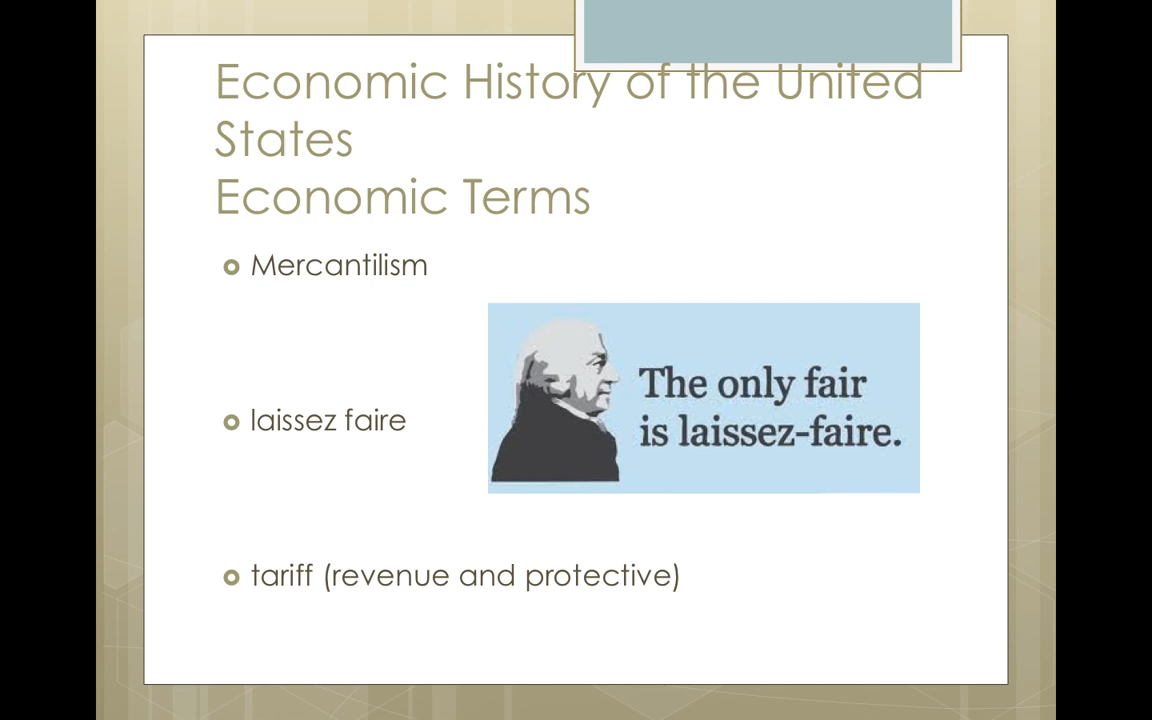 Economic History of the United
States
Economic Terms
Mercantilism
The only fair
is laissez-faire.
laissez faire
tariff (revenue and protective)